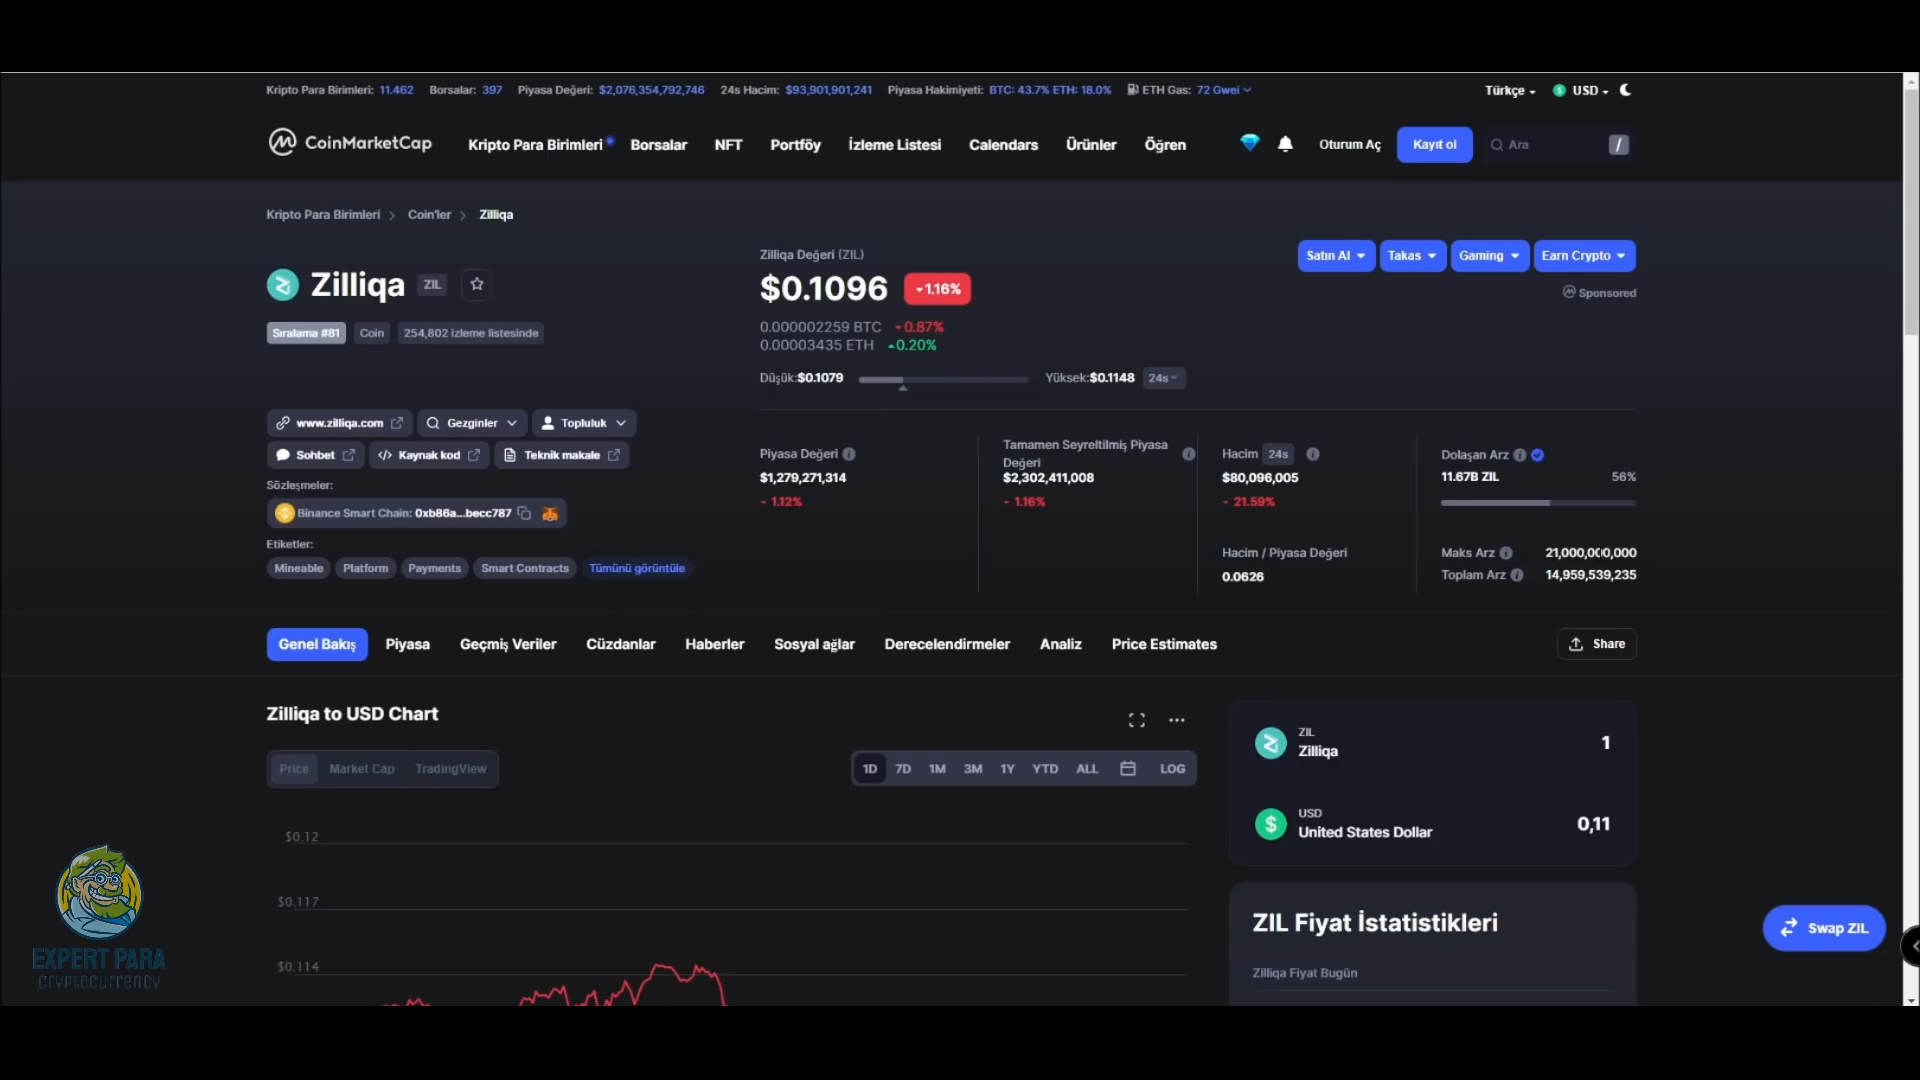 Kripto Para Birimleri: 11.462 Borsalar: 397 Piyasa Değeri: $2,076,354,792,746 24s Hacim: $93,901,901,241 Piyasa Hakimiyeti: BTC: 43.7% ETH: 18.0% ETH Gas: 72 Gwei Türkçe USD
CoinMarketCap Kripto Para Birimleri Borsalar NFT Portföy İzleme Listesi Calendars Ürünler Öğren Oturum Aç Kayıt ol Ara /
Kripto Para Birimleri Coin'ler Zilliqa
Zilliqa Değeri (ZIL)
Satın Al Takas Gaming Earn Crypto
Zilliqa ZIL $0.1096 1.16%
Sponsored
0.000002259 BTC 0.87%
Sıralama #81 Coin 254,802 izleme listesinde
0.00003435 ETH 0.20%
Düşük:$0.1079 Yüksek:$0.1148 24s
www.zilliqa.com Gezginler Topluluk
Sohbet Kaynak kod Teknik makale
Sözleşmeler:
Binance Smart Chain: 0xb86a...becc787
Etiketler:
Mineable Platform Payments Smart Contracts Tümünü görüntüle
Piyasa Değeri
$1,279,271,314
1.12%
Tamamen Seyreltilmiş Piyasa
Değeri
$2,302,411,008
1.16%
Hacim 24s
$80,096,005
21.59%
Hacim / Piyasa Değeri
0.0626
Dolaşan Arz
11.67B ZIL 56%
Maks Arz 21,000,000,000
Toplam Arz 14,959,539,235
Genel Bakış Piyasa Geçmiş Veriler Cüzdanlar Haberler Sosyal ağlar Derecelendirmeler Analiz Price Estimates Share
Zilliqa to USD Chart
Price Market Cap TradingView 1D 7D 1M 3M 1Y YTD ALL LOG
$0.12
$0.117
$0.114
ZIL
Zilliqa 1
USD
United States Dollar 0,11
ZIL Fiyat İstatistikleri
Zilliqa Fiyat Bugün
Swap ZIL
EXPERT PARA
CRYPTOCURRENCY